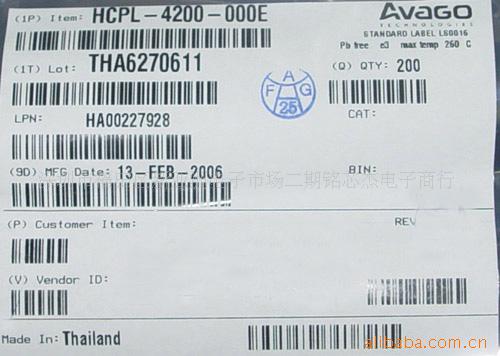 (1P) Item: HCPL-4200-000E
AVAGO
TECHNOLOGIES
STANDARD LABEL LS0016
Pb free e3 max temp 260 C
(1T) Lot: THA6270611
(Q) QTY: 200
F A G
25
LPN: HA00227928
CAT:
(9D) MFG Date: 13-FEB-2006
BIN:
市场二期铭芯杰电子商行
(P) Customer Item:
REV
(V) Vendor ID:
Made In: Thailand
alibaba.com.cn